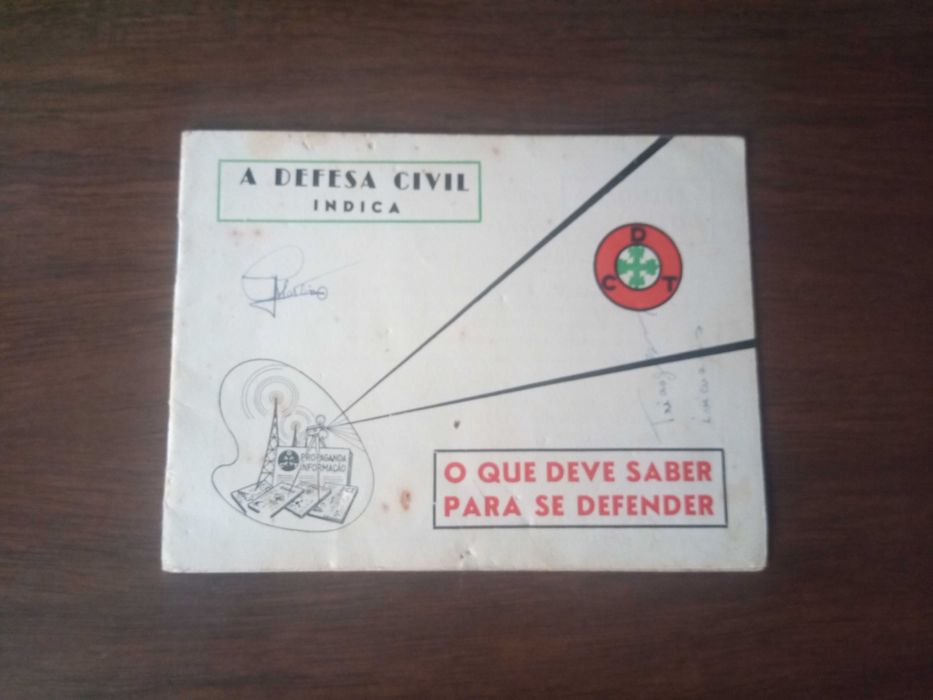 A DEFESA CIVIL
INDICA
D
C T
PROPAGANDA
INFORMAÇÃO
O QUE DEVE SABER
PARA SE DEFENDER